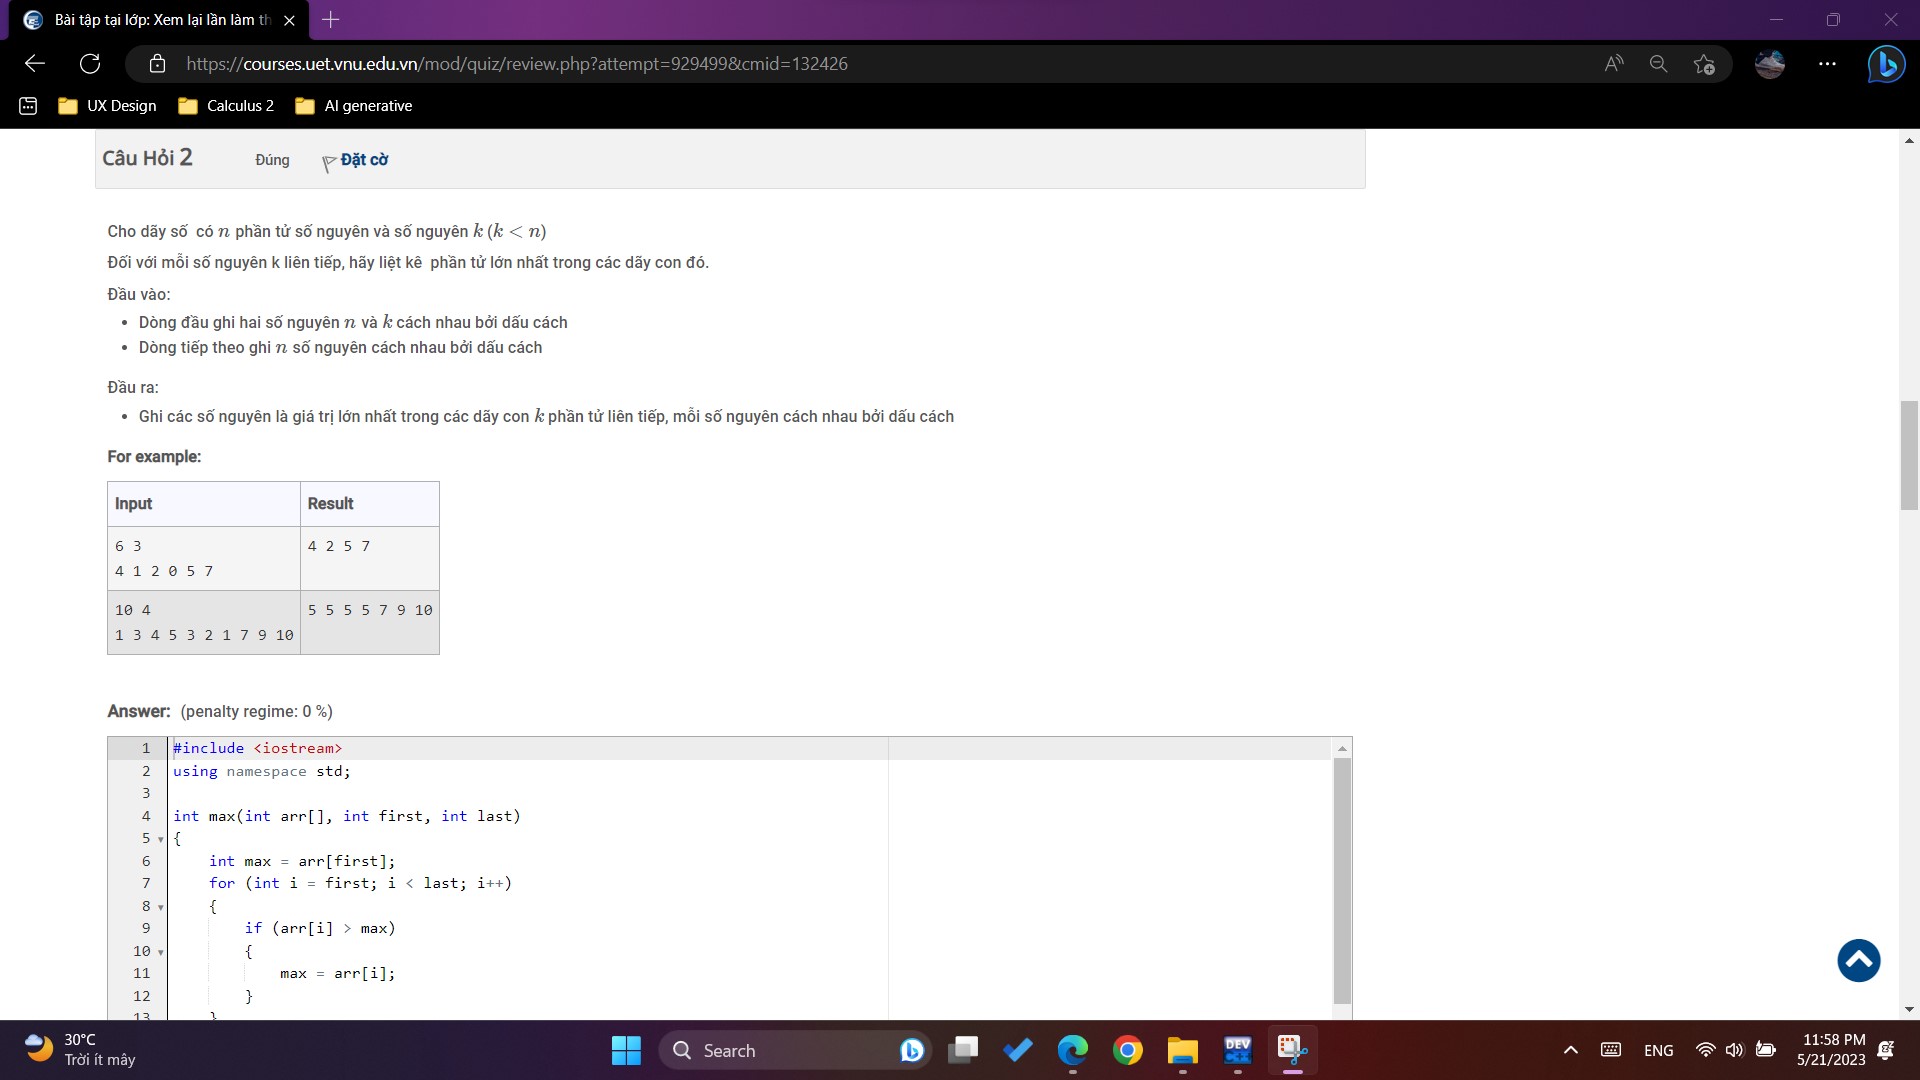 Bài tập tại lớp: Xem lại lần làm th
https://courses.uet.vnu.edu.vn/mod/quiz/review.php?attempt=929499&cmid=132426
UX Design
Calculus 2
AI generative
Câu Hỏi 2
Đúng
Đặt cờ
Cho dãy số có n phần tử số nguyên và số nguyên k (k < n)
Đối với mỗi số nguyên k liên tiếp, hãy liệt kê phần tử lớn nhất trong các dãy con đó.
Đầu vào:
• Dòng đầu ghi hai số nguyên n và k cách nhau bởi dấu cách
• Dòng tiếp theo ghi n số nguyên cách nhau bởi dấu cách
Đầu ra:
• Ghi các số nguyên là giá trị lớn nhất trong các dãy con k phần tử liên tiếp, mỗi số nguyên cách nhau bởi dấu cách
For example:
Input Result
6 3 4 2 5 7
4 1 2 0 5 7
10 4 5 5 5 5 7 9 10
1 3 4 5 3 2 1 7 9 10
Answer: (penalty regime: 0 %)
1 #include <iostream>
2 using namespace std;
3
4 int max(int arr[], int first, int last)
5 {
6 int max = arr[first];
7 for (int i = first; i < last; i++)
8 {
9 if (arr[i] > max)
10 {
11 max = arr[i];
12 }
13 }
30°C
Trời ít mây
Search
DEV
ENG
11:58 PM
5/21/2023